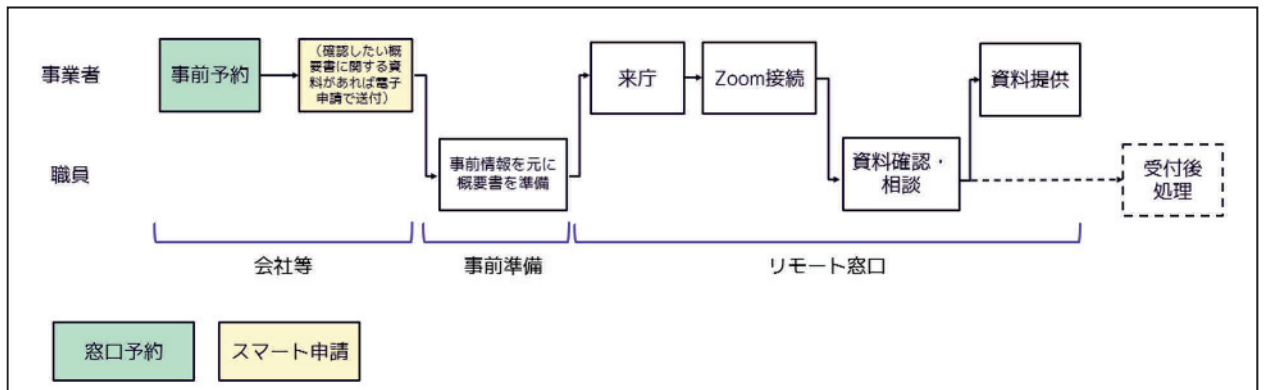 事業者
事前予約
（確認したい概
要書に関する資
料があれば電子
申請で送付）
来庁
Zoom接続
資料提供
職員
事前情報を元に
概要書を準備
資料確認・
相談
受付後
処理
会社等
事前準備
リモート窓口
窓口予約
スマート申請